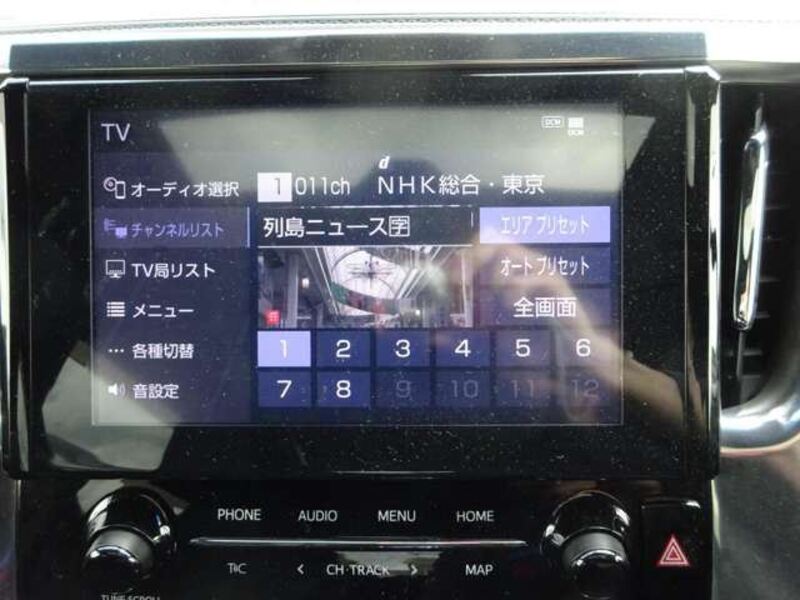 TV
DCM
DCM
オーディオ選択
1 011ch NHK総合・東京
チャンネルリスト
列島ニュース字
エリア プリセット
TV局リスト
オート プリセット
メニュー
全画面
1 2 3 4 5 6
各種切替
7 8 9 10 11 12
音設定
PHONE AUDIO MENU HOME
CH・TRACK
MAP
TUNE・SCROLL